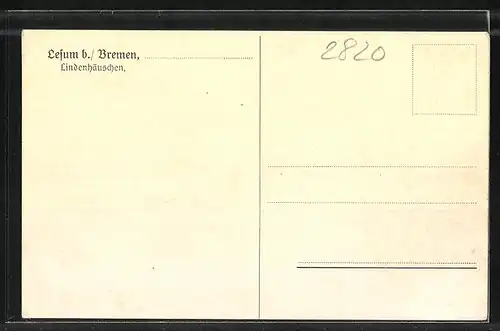 Lesum b./ Bremen,
Lindenhäuschen.
2820